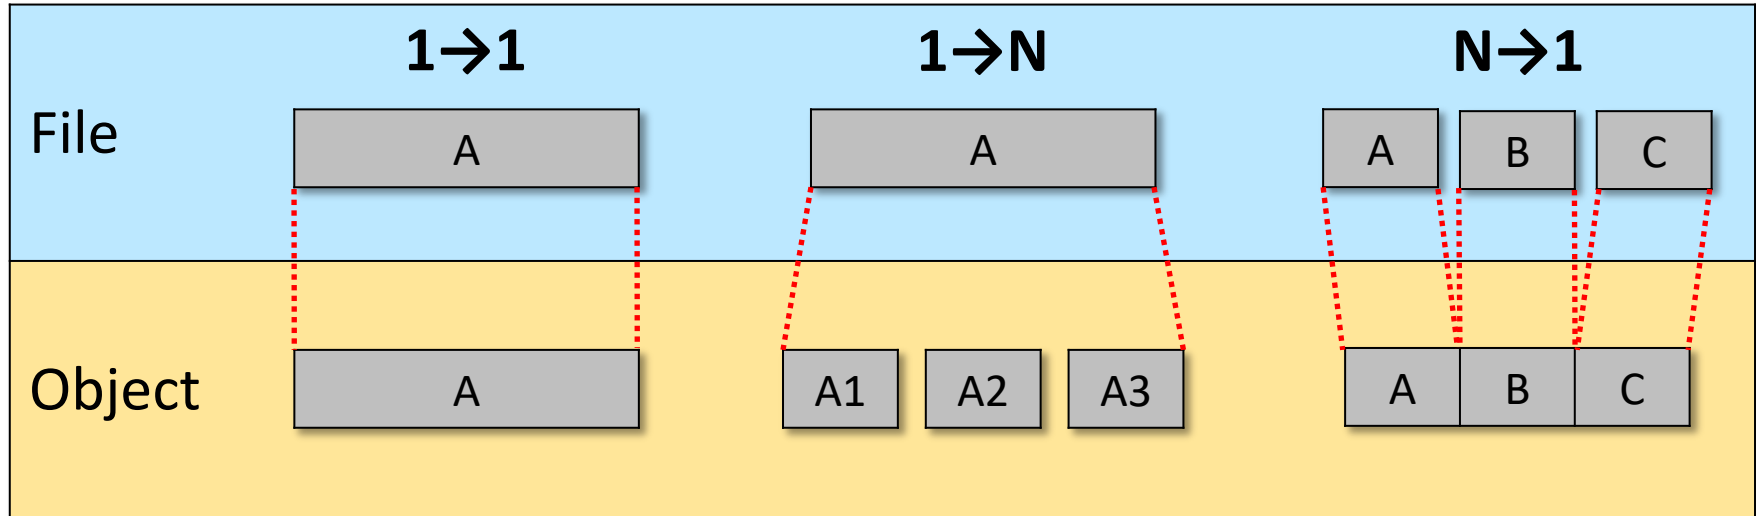 1→1 1→N N→1
File A A A B C
Object A A1 A2 A3 A B C